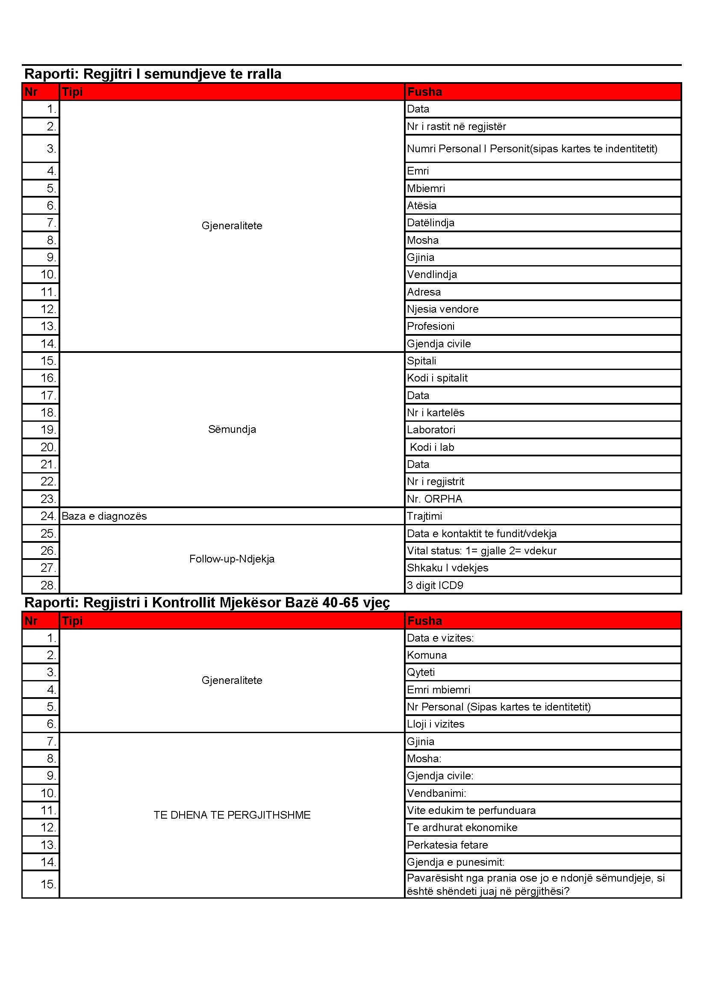 Raporti: Regjitri I semundjeve te rralla
Nr Tipi Fusha
1. Data
2. Nr i rastit në regjistër
3. Numri Personal I Personit(sipas kartes te indentitetit)
4. Emri
5. Mbiemri
6. Atësia
Gjeneralitete
7. Datëlindja
8. Mosha
9. Gjinia
10. Vendlindja
11. Adresa
12. Njesia vendore
13. Profesioni
14. Gjendja civile
15. Spitali
16. Kodi i spitalit
17. Data
18. Nr i kartelës
Sëmundja
19. Laboratori
20. Kodi i lab
21. Data
22. Nr i regjistrit
23. Nr. ORPHA
24. Baza e diagnozës Trajtimi
25. Data e kontaktit te fundit/vdekja
26. Vital status: 1= gjalle 2= vdekur
Follow-up-Ndjekja
27. Shkaku I vdekjes
28. 3 digit ICD9
Raporti: Regjistri i Kontrollit Mjekësor Bazë 40-65 vjeç
Nr Tipi Fusha
1. Data e vizites:
2. Komuna
3. Qyteti
Gjeneralitete
4. Emri mbiemri
5. Nr Personal (Sipas kartes te identitetit)
6. Lloji i vizites
7. Gjinia
8. Mosha:
9. Gjendja civile:
10. Vendbanimi:
11. Vite edukim te perfunduara
TE DHENA TE PERGJITHSHME
12. Te ardhurat ekonomike
13. Perkatesia fetare
14. Gjendja e punesimit:
15. Pavarësisht nga prania ose jo e ndonjë sëmundjeje, si
është shëndeti juaj në përgjithësi?